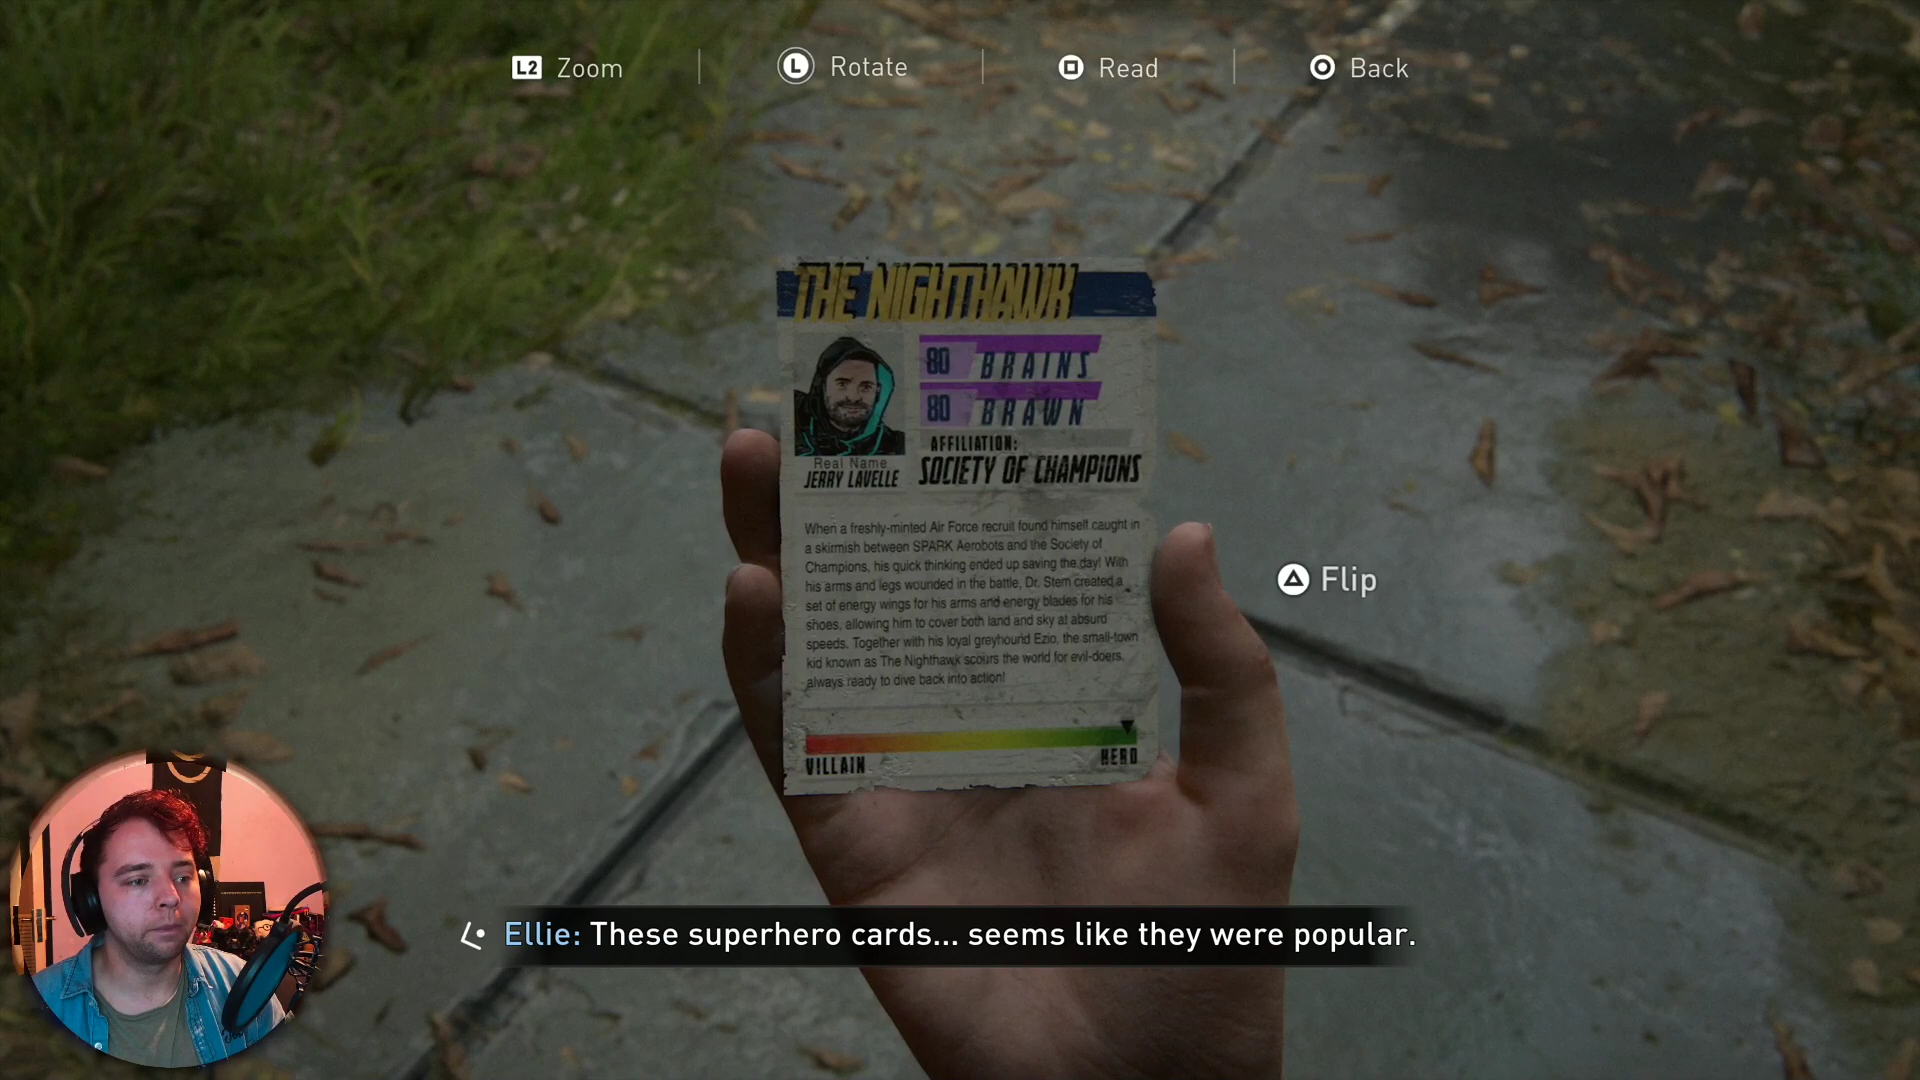 L2 Zoom
L Rotate
Read
Back
THE NIGHTHAWK
80 BRAINS
80 BRAWN
AFFILIATION:
SOCIETY OF CHAMPIONS
Real Name
JERRY LAVELLE
When a freshly-minted Air Force recruit found himself caught in
a skirmish between SPARK Aerobots and the Society of
Champions, his quick thinking ended up saving the day! With
his arms and legs wounded in the battle, Dr. Stem created a
set of energy wings for his arms and energy blades for his
shoes, allowing him to cover both land and sky at absurd
speeds. Together with his loyal greyhound Ezio, the small-town
kid known as The Nighthawk scours the world for evil-doers,
always ready to dive back into action!
VILLAIN
HERO
Flip
Ellie: These superhero cards... seems like they were popular.